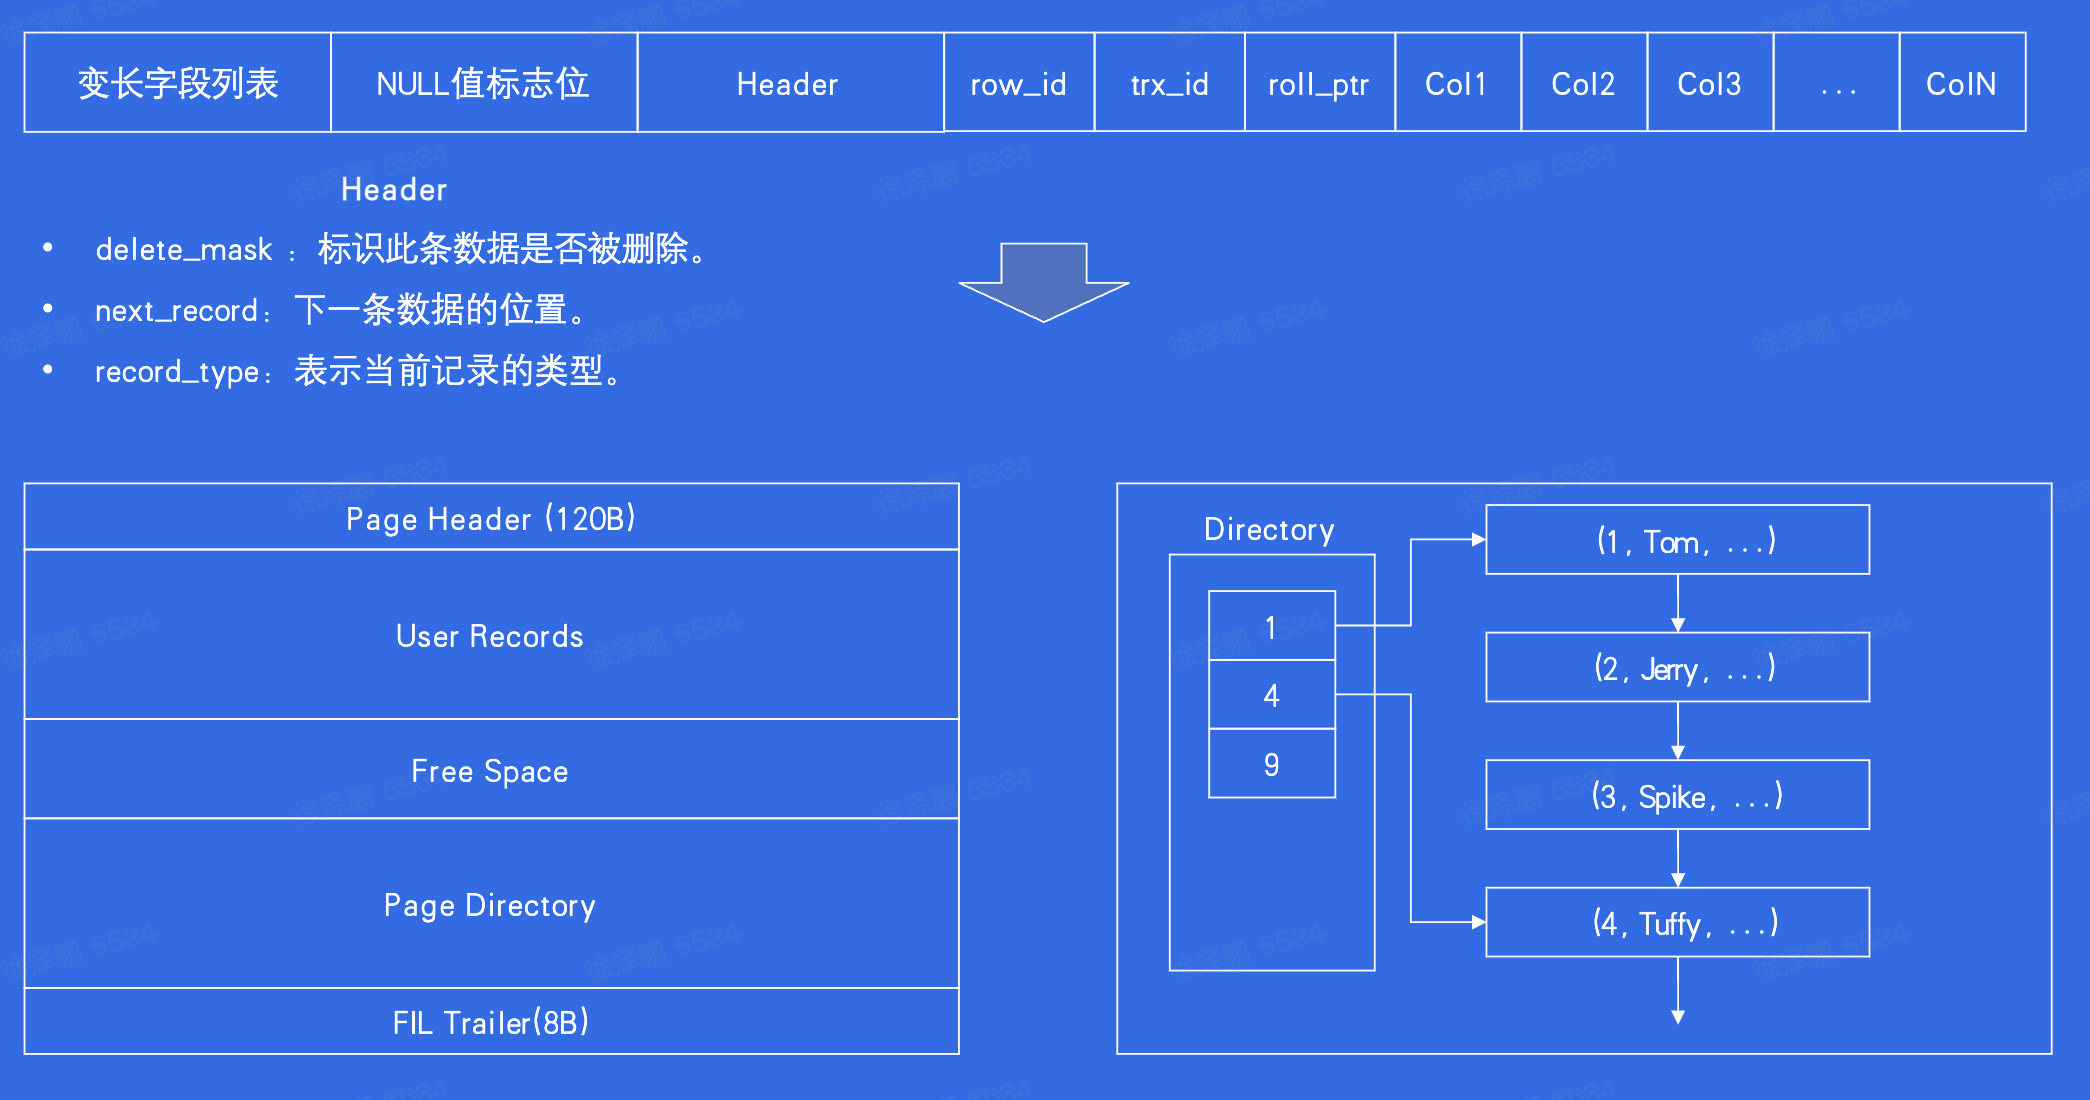 变长字段列表 NULL值标志位 Header row_id trx_id roll_ptr Col1 Col2 Col3 ... ColN
Header
• delete_mask ：标识此条数据是否被删除。
• next_record：下一条数据的位置。
• record_type：表示当前记录的类型。
Page Header (120B)
User Records
Free Space
Page Directory
FIL Trailer(8B)
Directory
1
4
9
(1, Tom, ...)
(2, Jerry, ...)
(3, Spike, ...)
(4, Tuffy, ...)
徐泽鹏 5534